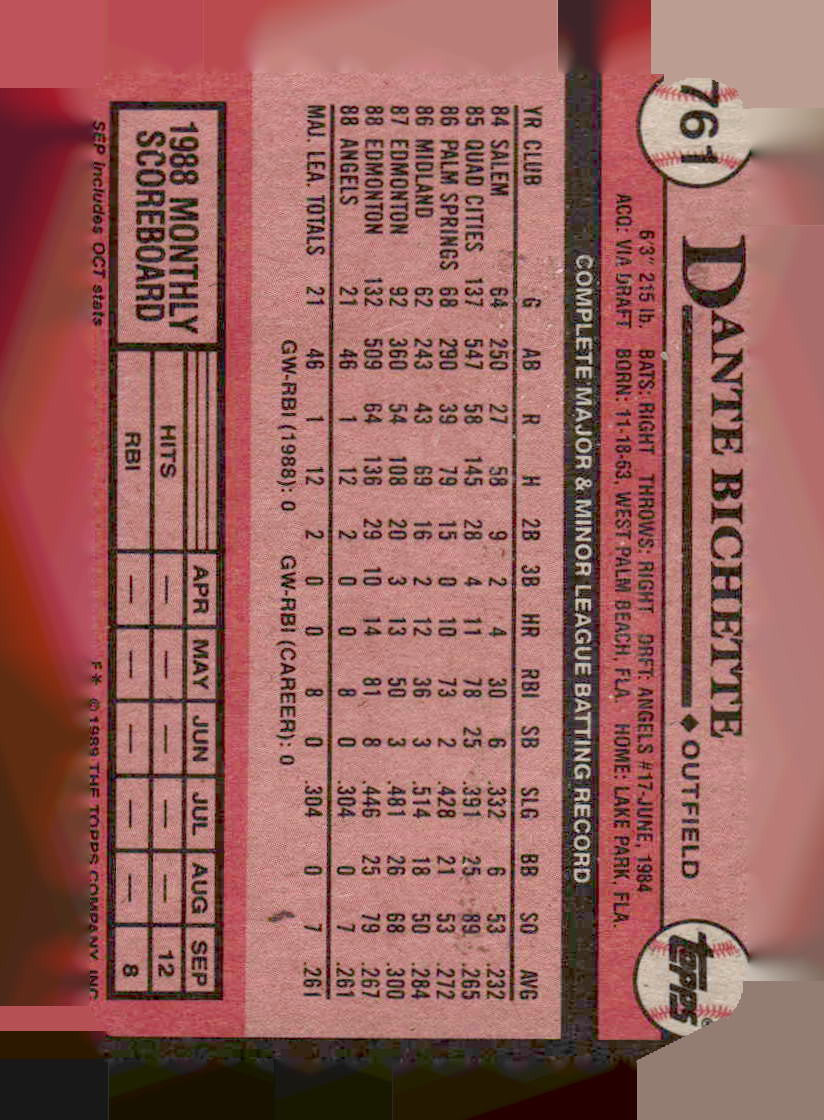 761
DANTE BICHETTE ◆ OUTFIELD
TOPPS
6'3" 215 lb. BATS: RIGHT THROWS: RIGHT DRFT: ANGELS #17-JUNE, 1984
ACQ: VIA DRAFT BORN: 11-18-63, WEST PALM BEACH, FLA. HOME: LAKE PARK, FLA.
COMPLETE MAJOR & MINOR LEAGUE BATTING RECORD
YR CLUB G AB R H 2B 3B HR RBI SB SLG BB SO AVG
84 SALEM 64 250 27 58 9 2 4 30 6 .332 6 53 .232
85 QUAD CITIES 137 547 58 145 28 4 11 78 25 .391 25 89 .265
86 PALM SPRINGS 68 290 39 79 15 0 10 73 2 .428 21 53 .272
86 MIDLAND 62 243 43 69 16 2 12 36 3 .514 18 50 .284
87 EDMONTON 92 360 54 108 20 3 13 50 3 .481 26 68 .300
88 EDMONTON 132 509 64 136 29 10 14 81 8 .446 25 79 .267
88 ANGELS 21 46 1 12 2 0 0 8 0 .304 0 7 .261
MAJ. LEA. TOTALS 21 46 1 12 2 0 0 8 0 .304 0 7 .261
GW-RBI (1988): 0 GW-RBI (CAREER): 0
1988 MONTHLY
SCOREBOARD
APR MAY JUN JUL AUG SEP
HITS — — — — — 12
RBI — — — — — 8
SEP includes OCT stats F* ©1989 THE TOPPS COMPANY, INC.